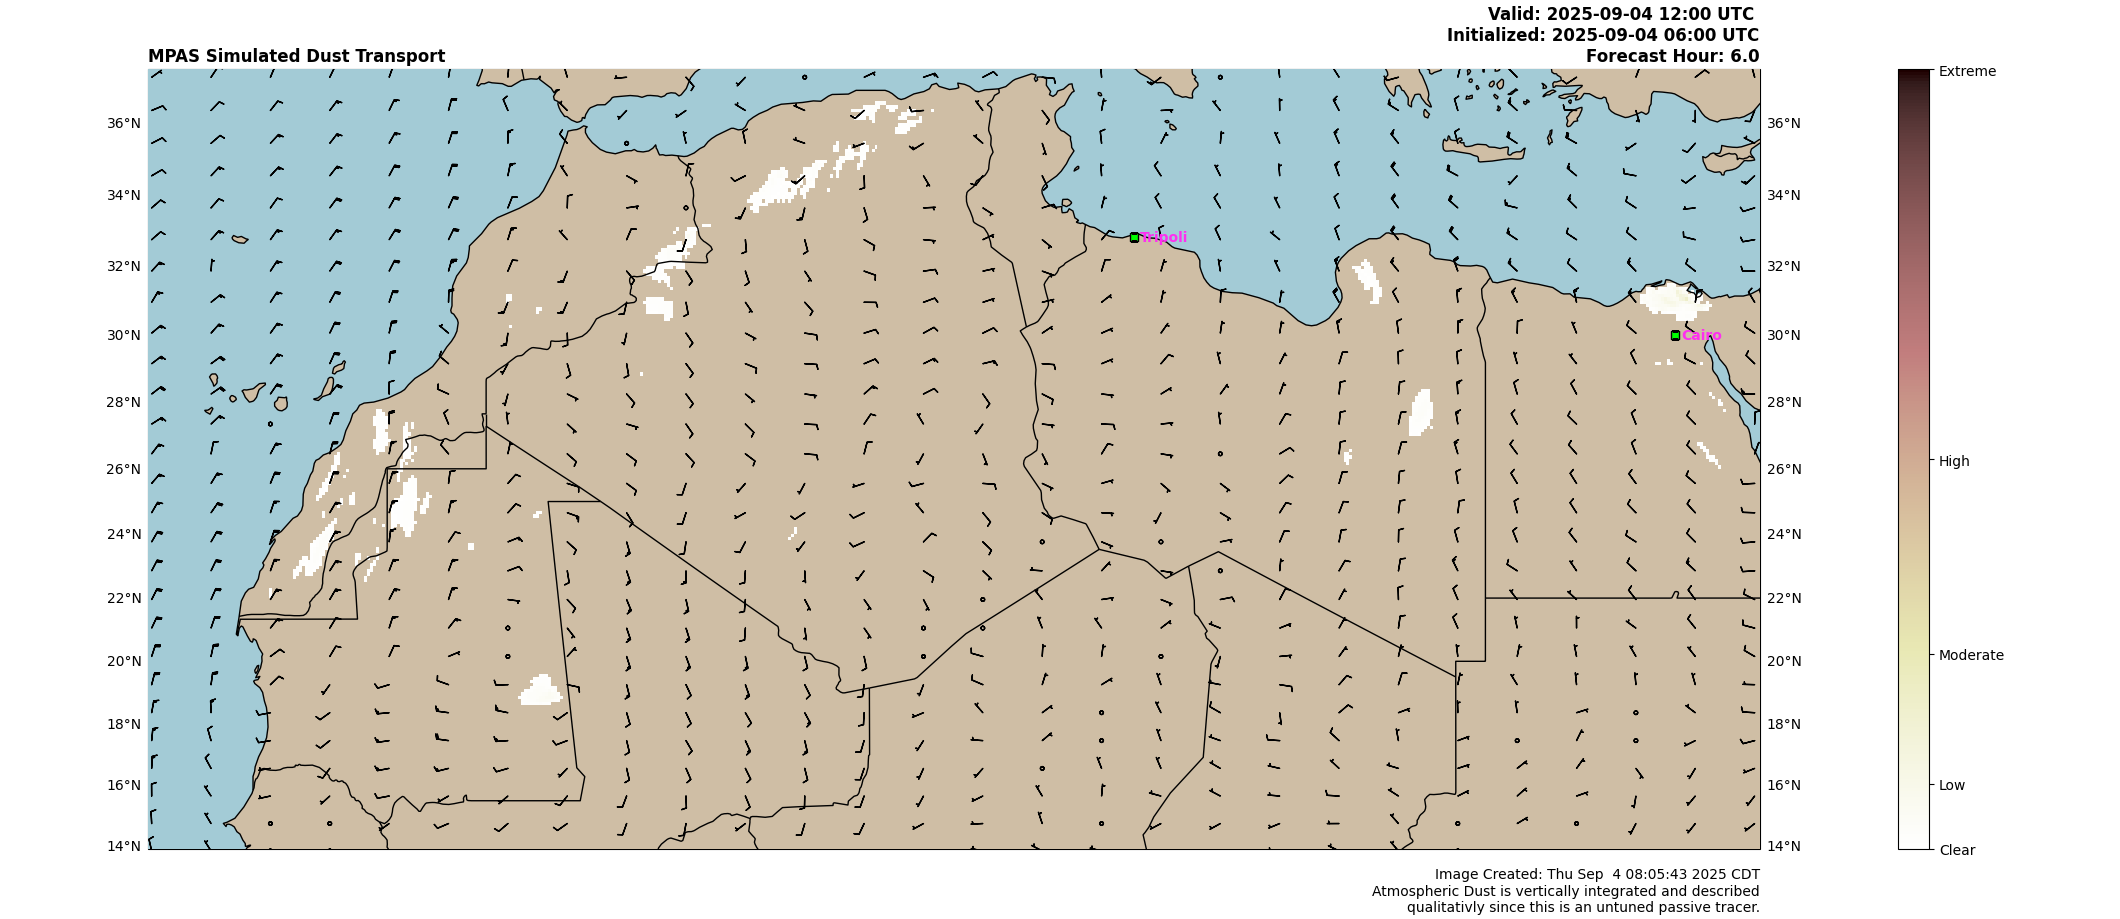 Valid: 2025-09-04 12:00 UTC
Initialized: 2025-09-04 06:00 UTC
MPAS Simulated Dust Transport
Forecast Hour: 6.0
Extreme
36°N
36°N
34°N
34°N
Tripoli
32°N
32°N
30°N
Cairo
30°N
28°N
28°N
High
26°N
26°N
24°N
24°N
22°N
22°N
Moderate
20°N
20°N
18°N
18°N
Low
16°N
16°N
14°N
14°N
Clear
Image Created: Thu Sep  4 08:05:43 2025 CDT
Atmospheric Dust is vertically integrated and described
qualitativly since this is an untuned passive tracer.